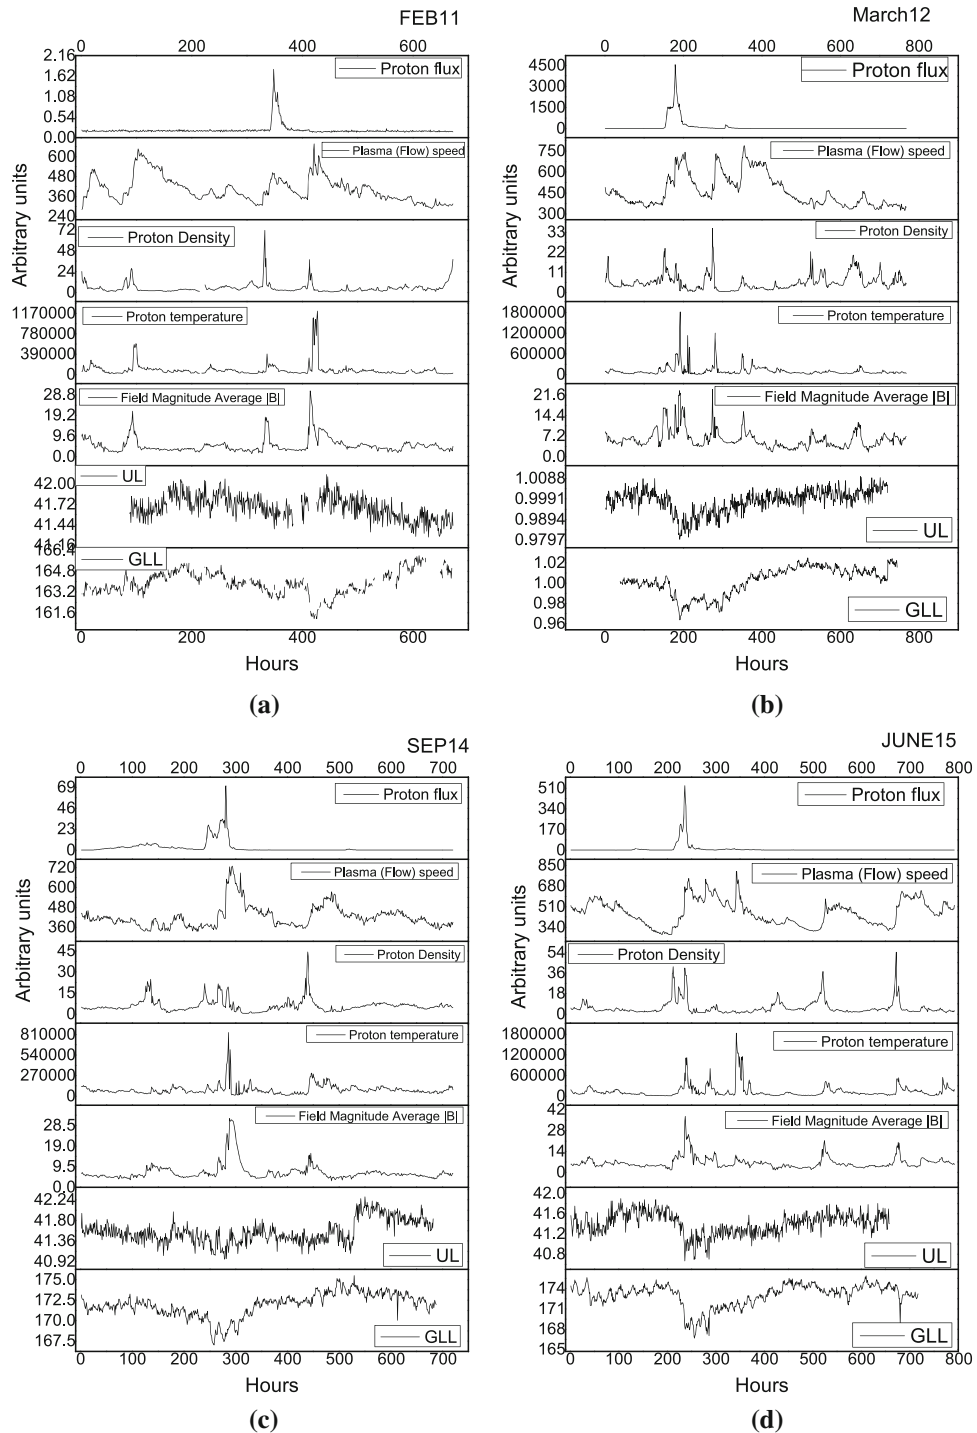 FEB11
0 200 400 600
2.16
1.62
1.08
0.54
0.00
Proton flux
600
480
360
240
Plasma (Flow) speed
72
48
24
0
Proton Density
1170000
780000
390000
0
Proton temperature
28.8
19.2
9.6
0.0
Field Magnitude Average |B|
42.00
41.72
41.44
41.16
UL
166.4
164.8
163.2
161.6
GLL
0 200 400 600
Arbitrary units
Hours
(a)
March12
0 200 400 600 800
4500
3000
1500
0
Proton flux
750
600
450
300
Plasma (Flow) speed
33
22
11
0
Proton Density
1800000
1200000
600000
0
Proton temperature
21.6
14.4
7.2
0.0
Field Magnitude Average |B|
1.0088
0.9991
0.9894
0.9797
UL
1.02
1.00
0.98
0.96
GLL
0 200 400 600 800
Arbitrary units
Hours
(b)
SEP14
0 100 200 300 400 500 600 700
69
46
23
0
Proton flux
720
600
480
360
Plasma (Flow) speed
45
30
15
0
Proton Density
810000
540000
270000
0
Proton temperature
28.5
19.0
9.5
0.0
Field Magnitude Average |B|
42.24
41.80
41.36
40.92
UL
175.0
172.5
170.0
167.5
GLL
0 100 200 300 400 500 600 700
Arbitrary units
Hours
(c)
JUNE15
0 100 200 300 400 500 600 700 800
510
340
170
0
Proton flux
850
680
510
340
Plasma (Flow) speed
54
36
18
0
Proton Density
1800000
1200000
600000
0
Proton temperature
42
28
14
0
Field Magnitude Average |B|
42.0
41.6
41.2
40.8
UL
174
171
168
165
GLL
0 100 200 300 400 500 600 700 800
Arbitrary units
Hours
(d)